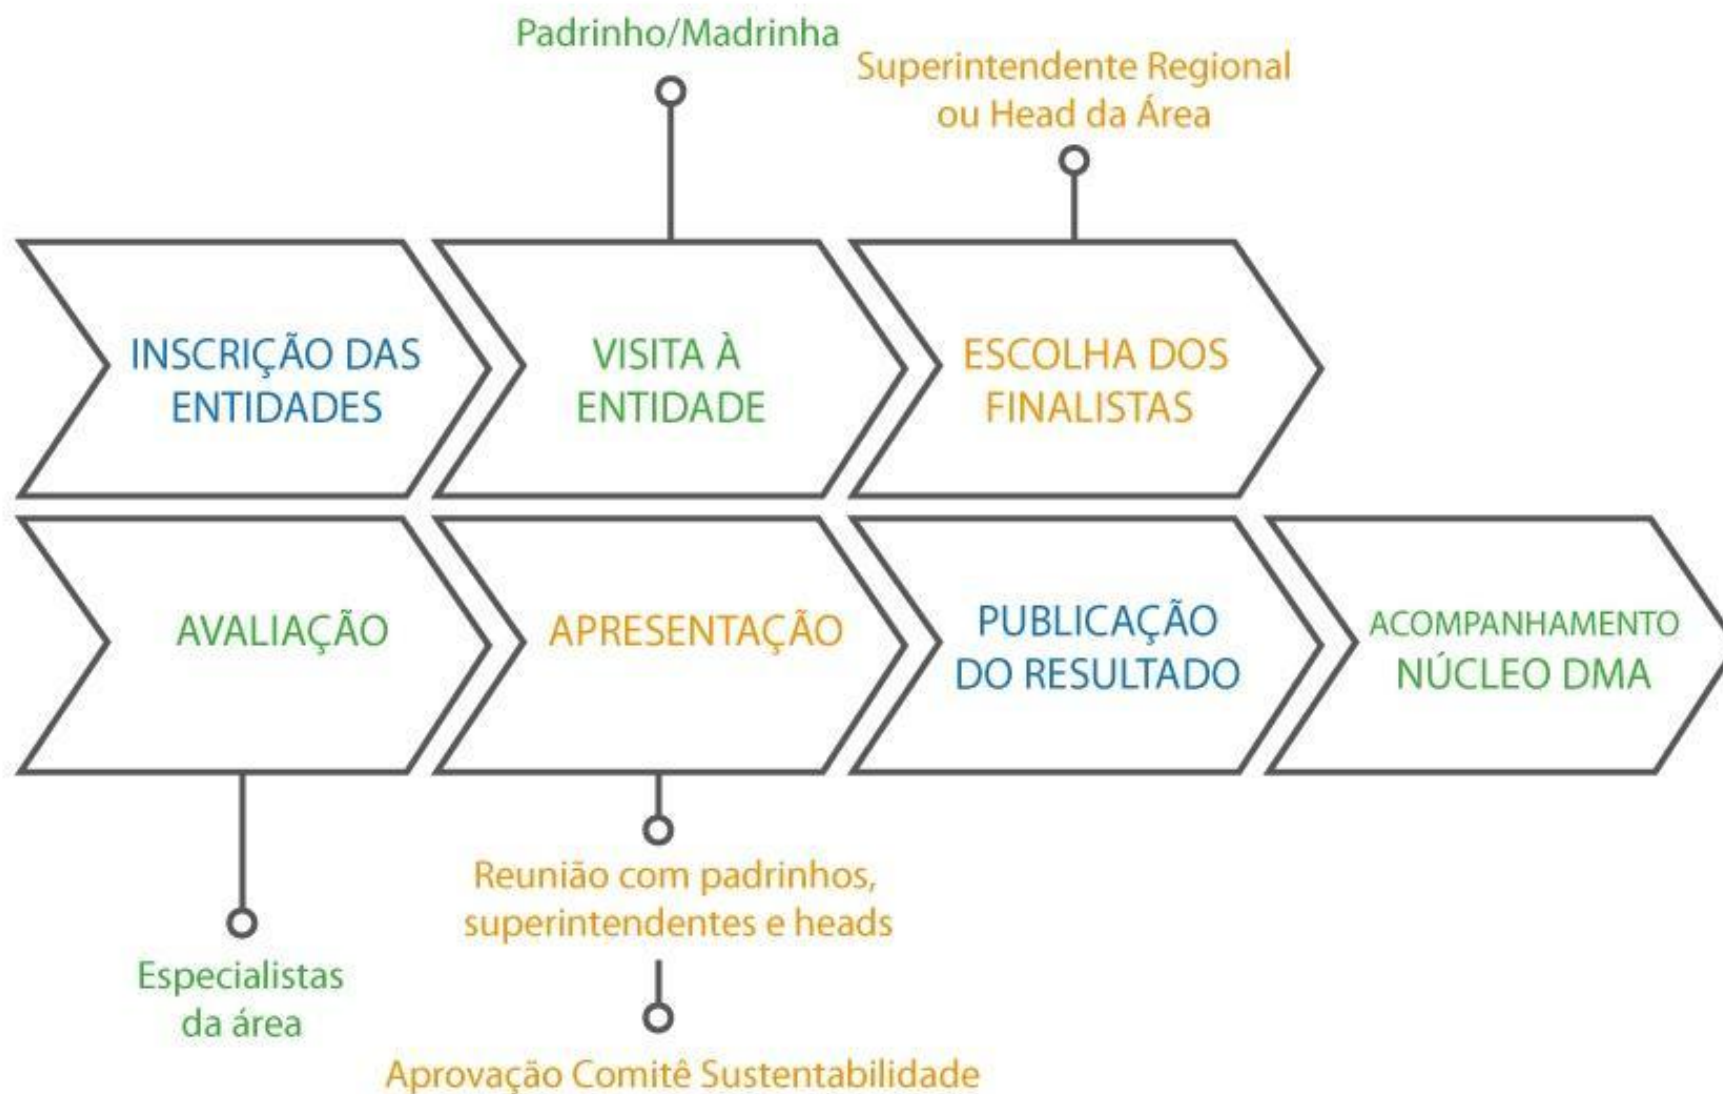 Padrinho/Madrinha
Superintendente Regional
ou Head da Área
INSCRIÇÃO DAS
ENTIDADES
VISITA À
ENTIDADE
ESCOLHA DOS
FINALISTAS
AVALIAÇÃO
APRESENTAÇÃO
PUBLICAÇÃO
DO RESULTADO
ACOMPANHAMENTO
NÚCLEO DMA
Reunião com padrinhos,
superintendentes e heads
Especialistas
da área
Aprovação Comitê Sustentabilidade